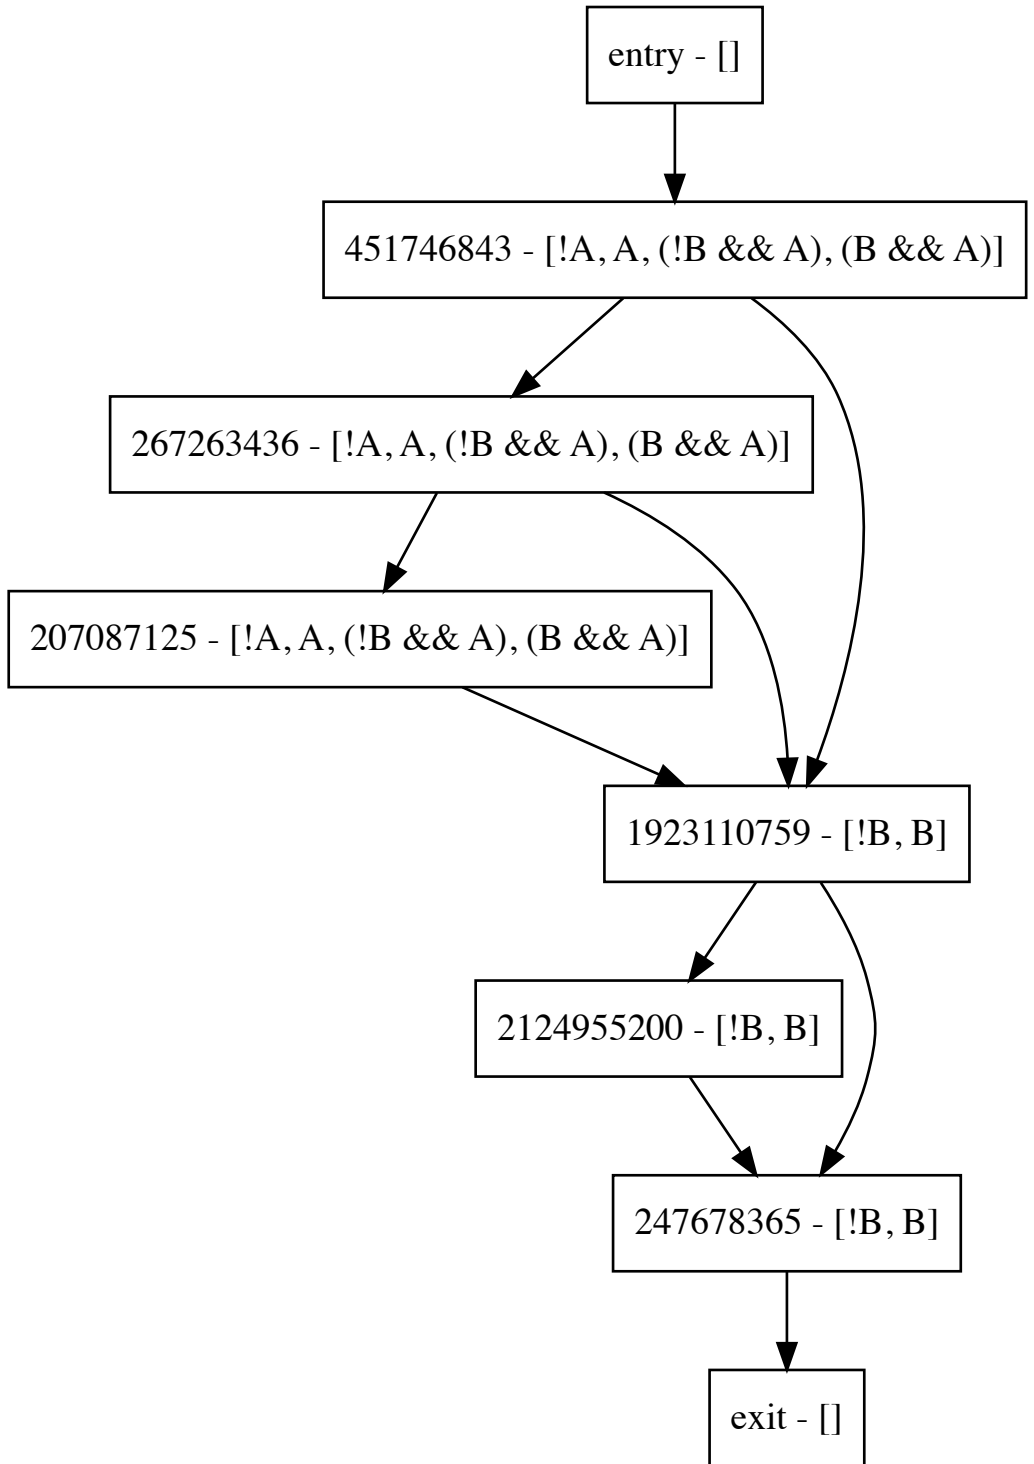 entry - []
451746843 - [!A, A, (!B && A), (B && A)]
267263436 - [!A, A, (!B && A), (B && A)]
207087125 - [!A, A, (!B && A), (B && A)]
1923110759 - [!B, B]
2124955200 - [!B, B]
247678365 - [!B, B]
exit - []